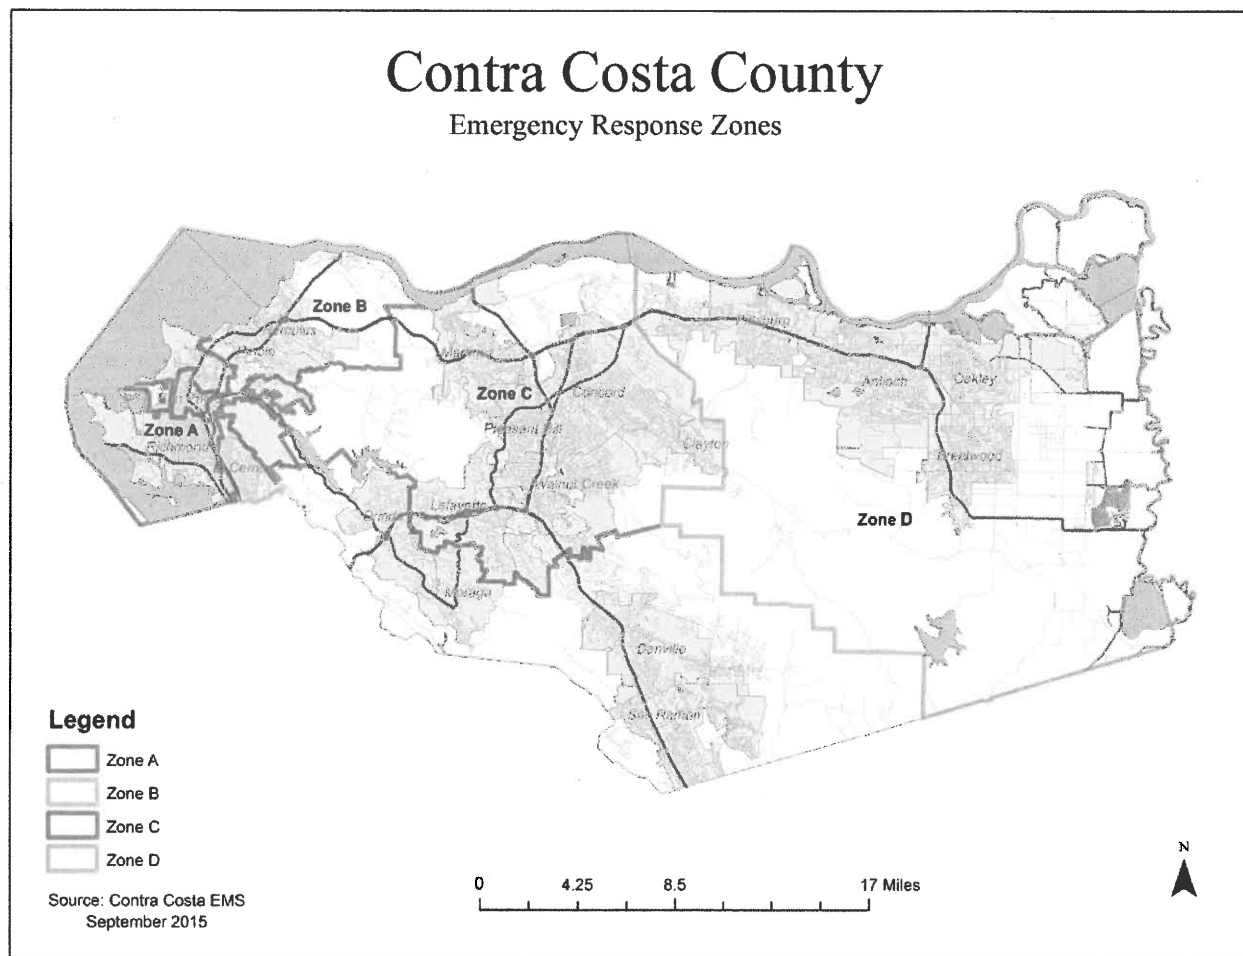 Contra Costa County
Emergency Response Zones
Zone B
Zone C
Zone A
Zone D
Pittsburg
Antioch
Oakley
Concord
Pleasant Hill
Clayton
Richmond
Brentwood
Walnut Creek
Lafayette
Moraga
Danville
San Ramon
Legend
Zone A
Zone B
Zone C
Zone D
Source: Contra Costa EMS
September 2015
0 4.25 8.5 17 Miles
N